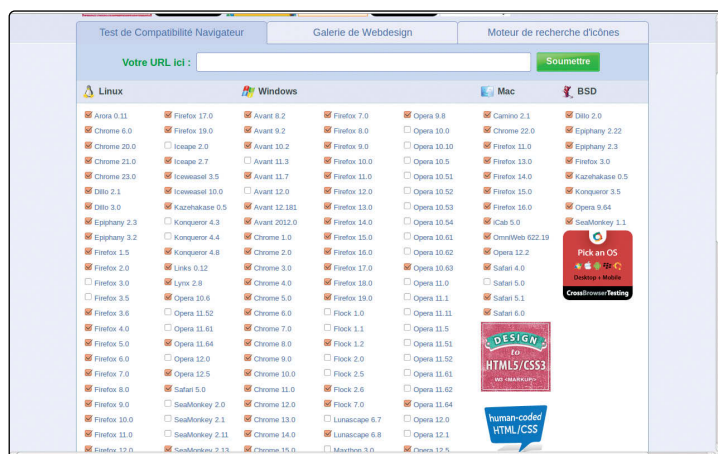 Test de Compatibilité Navigateur
Galerie de Webdesign
Moteur de recherche d'icônes
Votre URL ici :
Soumettre
Linux
Windows
Mac
BSD
Arora 0.11
Chrome 6.0
Chrome 20.0
Chrome 21.0
Chrome 23.0
Dillo 2.1
Dillo 3.0
Epiphany 2.3
Epiphany 3.2
Firefox 1.5
Firefox 2.0
Firefox 3.0
Firefox 3.5
Firefox 3.6
Firefox 4.0
Firefox 5.0
Firefox 6.0
Firefox 7.0
Firefox 8.0
Firefox 9.0
Firefox 10.0
Firefox 11.0
Firefox 12.0
Firefox 17.0
Firefox 19.0
Iceape 2.0
Iceape 2.7
Iceweasel 3.5
Iceweasel 10.0
Kazehakase 0.5
Konqueror 4.3
Konqueror 4.4
Konqueror 4.8
Links 0.12
Lynx 2.8
Opera 10.6
Opera 11.52
Opera 11.61
Opera 11.64
Opera 12.0
Opera 12.5
Safari 5.0
SeaMonkey 2.0
SeaMonkey 2.1
SeaMonkey 2.11
SeaMonkey 2.13
Avant 8.2
Avant 9.2
Avant 10.2
Avant 11.3
Avant 11.7
Avant 12.0
Avant 12.181
Avant 2012.0
Chrome 1.0
Chrome 2.0
Chrome 3.0
Chrome 4.0
Chrome 5.0
Chrome 6.0
Chrome 7.0
Chrome 8.0
Chrome 9.0
Chrome 10.0
Chrome 11.0
Chrome 12.0
Chrome 13.0
Chrome 14.0
Chrome 15.0
Firefox 7.0
Firefox 8.0
Firefox 9.0
Firefox 10.0
Firefox 11.0
Firefox 12.0
Firefox 13.0
Firefox 14.0
Firefox 15.0
Firefox 16.0
Firefox 17.0
Firefox 18.0
Firefox 19.0
Flock 1.0
Flock 1.1
Flock 1.2
Flock 2.0
Flock 2.5
Flock 2.6
Flock 7.0
Lunascape 6.7
Lunascape 6.8
Maxthon 3.0
Opera 9.8
Opera 10.0
Opera 10.10
Opera 10.5
Opera 10.51
Opera 10.52
Opera 10.53
Opera 10.54
Opera 10.61
Opera 10.62
Opera 10.63
Opera 11.0
Opera 11.1
Opera 11.11
Opera 11.5
Opera 11.51
Opera 11.52
Opera 11.61
Opera 11.62
Opera 11.64
Opera 12.0
Opera 12.1
Opera 12.5
Camino 2.1
Chrome 22.0
Firefox 11.0
Firefox 13.0
Firefox 14.0
Firefox 15.0
Firefox 16.0
iCab 5.0
OmniWeb 622.19
Opera 12.2
Safari 4.0
Safari 5.0
Safari 5.1
Safari 6.0
DESIGN
to
HTML5/CSS3
W3 <MARKUP/>
human-coded
HTML/CSS
Dillo 2.0
Epiphany 2.22
Epiphany 2.3
Firefox 3.0
Kazehakase 0.5
Konqueror 3.5
Opera 9.64
SeaMonkey 1.1
Pick an OS
Desktop + Mobile
CrossBrowserTesting